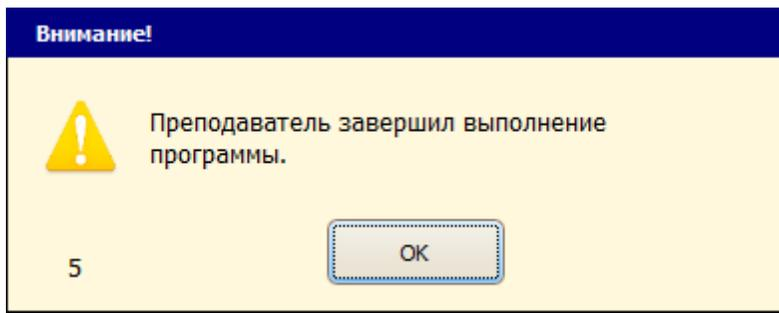 Внимание!
Преподаватель завершил выполнение
программы.
5
OK